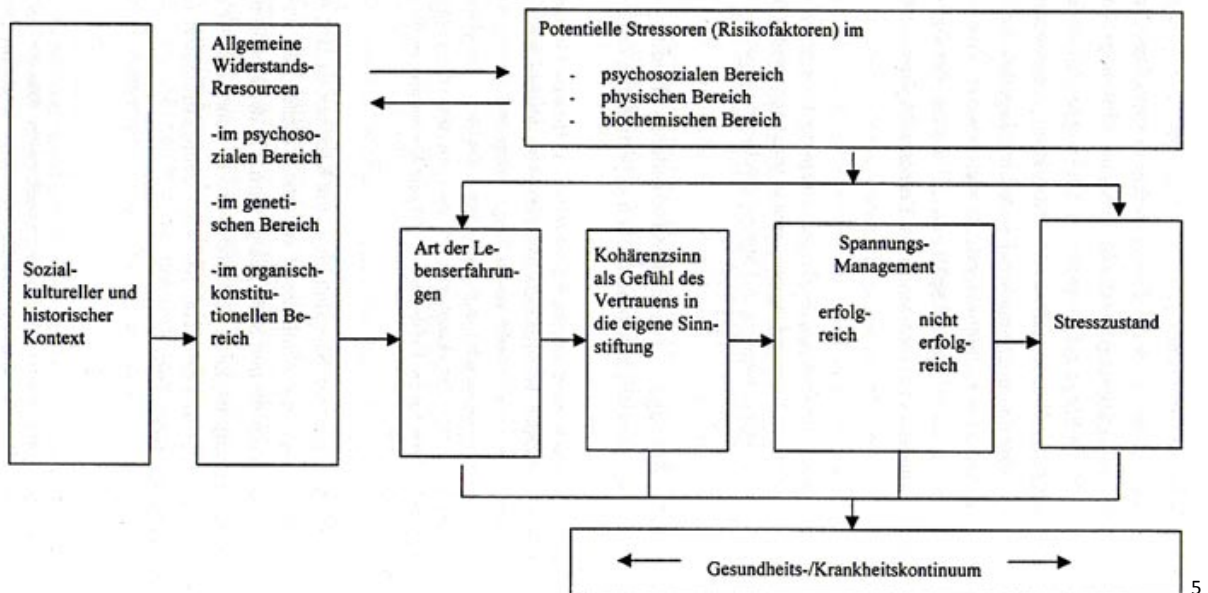 Sozial-
kultureller und
historischer
Kontext
Allgemeine
Widerstands-
Rresourcen
-im psychoso-
zialen Bereich
-im geneti-
schen Bereich
-im organisch-
konstitu-
tionellen Be-
reich
Potentielle Stressoren (Risikofaktoren) im
- psychosozialen Bereich
- physischen Bereich
- biochemischen Bereich
Art der Le-
benserfahrun-
gen
Kohärenzsinn
als Gefühl des
Vertrauens in
die eigene Sinn-
stiftung
Spannungs-
Management
erfolg-
reich
nicht
erfolg-
reich
Stresszustand
Gesundheits-/Krankheitskontinuum
5